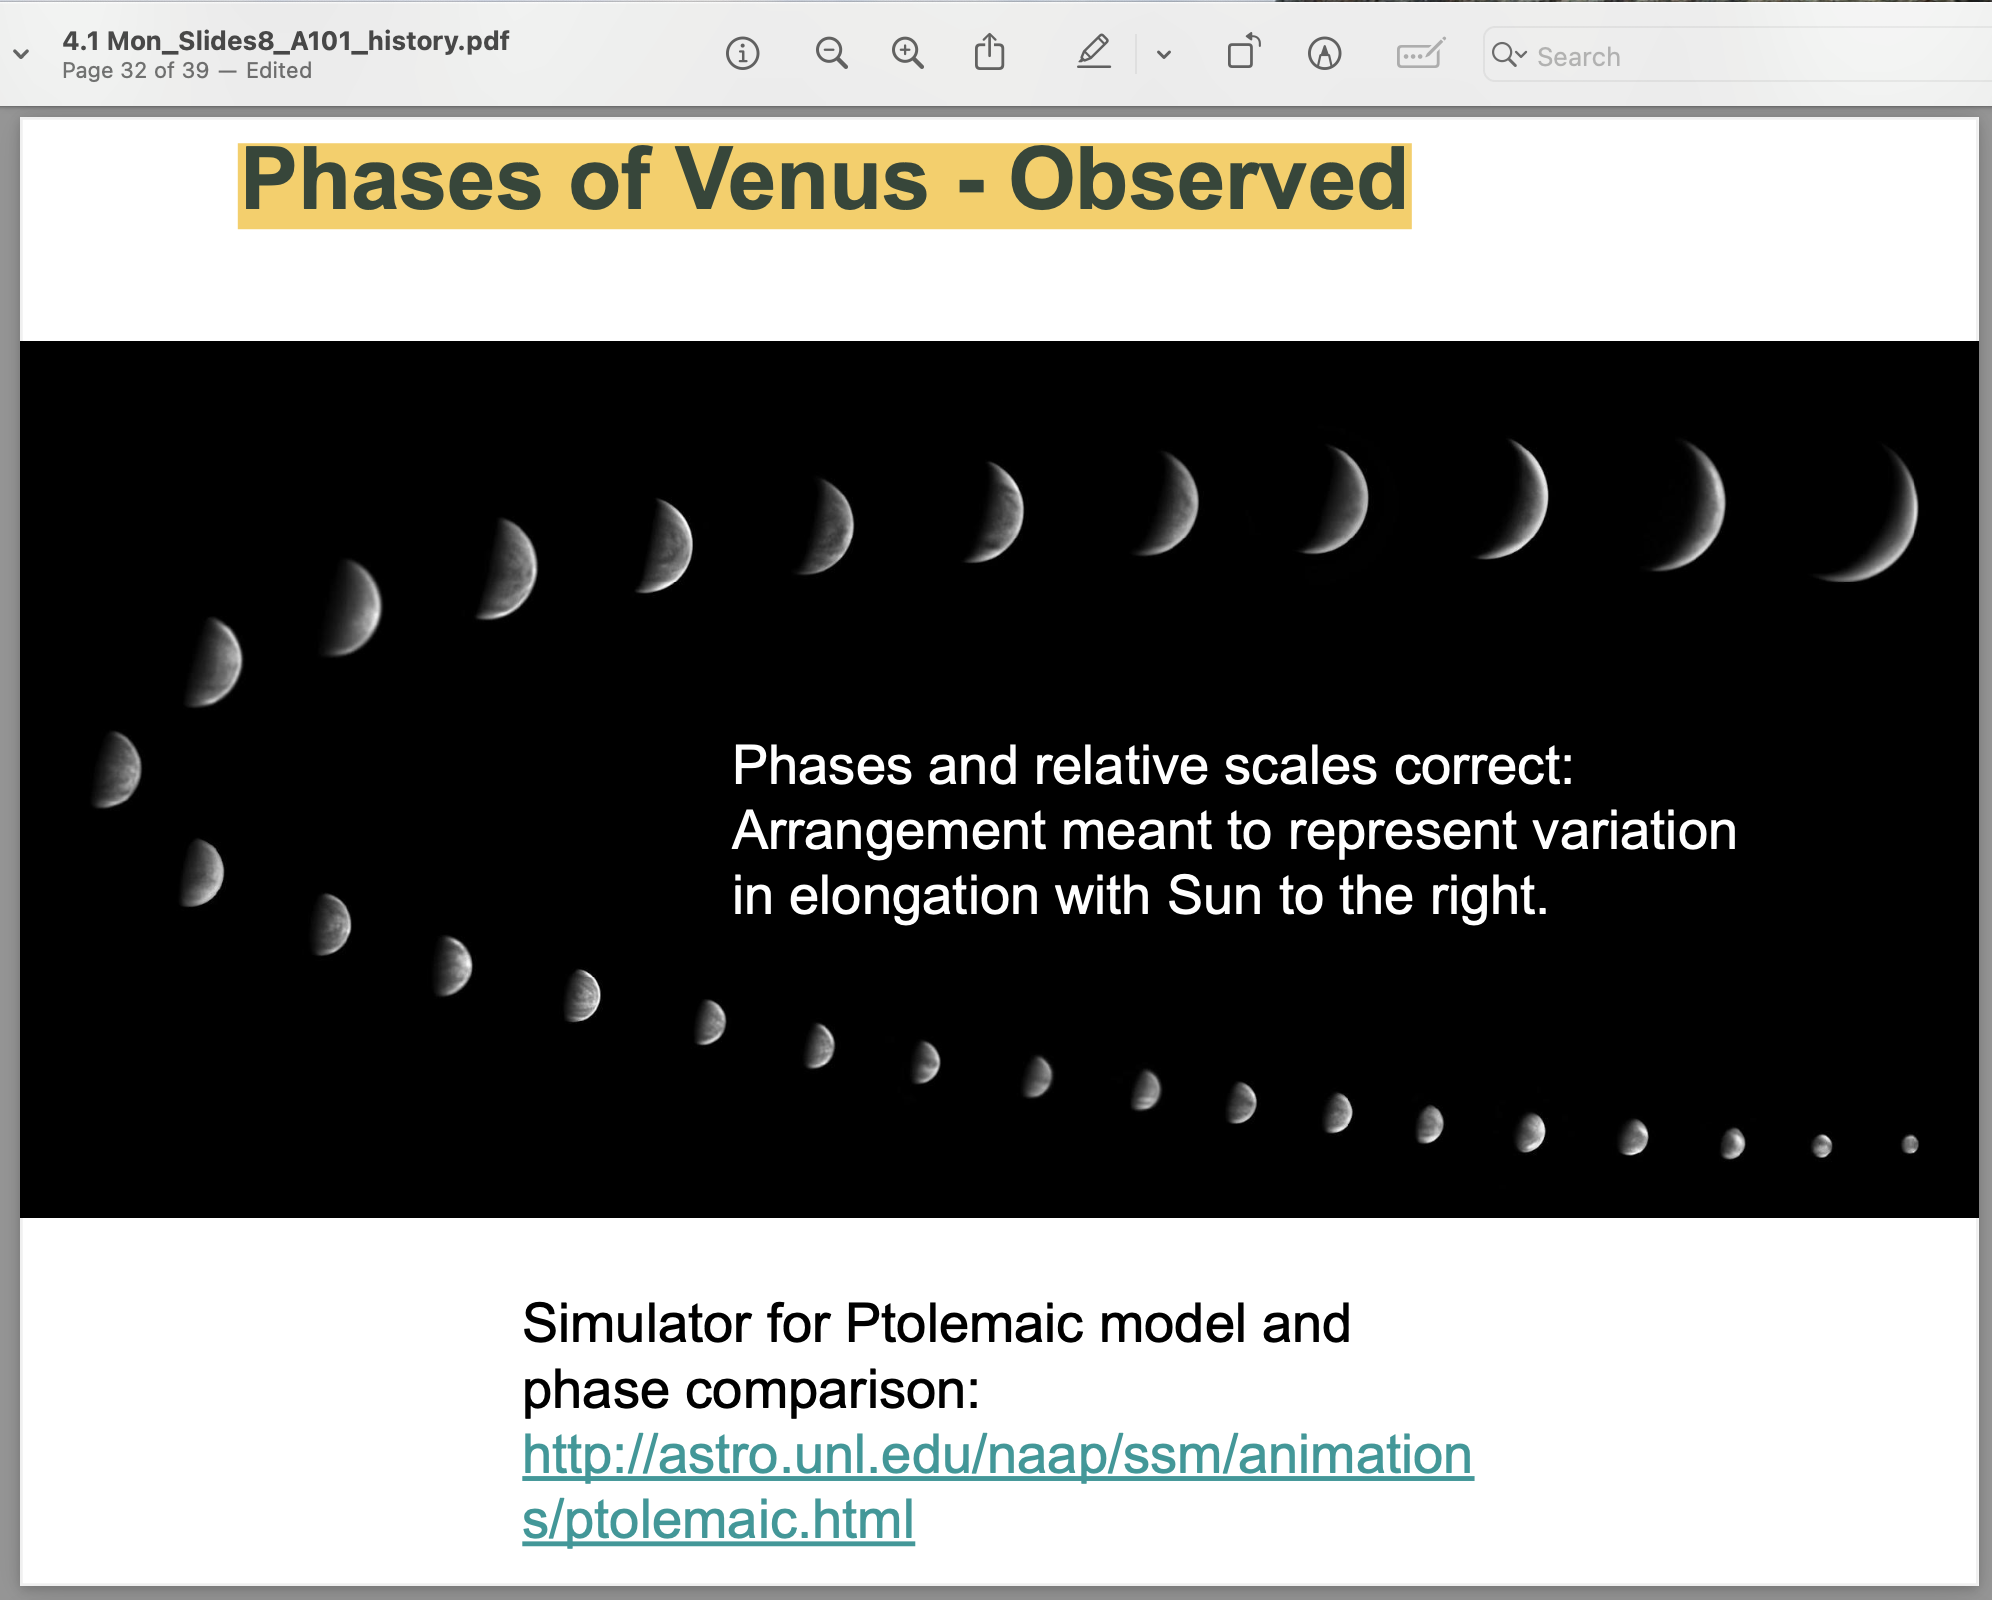 4.1 Mon_Slides8_A101_history.pdf
Page 32 of 39 — Edited
Search
Phases of Venus - Observed
Phases and relative scales correct:
Arrangement meant to represent variation
in elongation with Sun to the right.
Simulator for Ptolemaic model and
phase comparison:
http://astro.unl.edu/naap/ssm/animation
s/ptolemaic.html